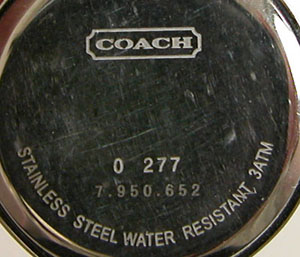 COACH
0 277
7.950.652
STAINLESS STEEL WATER RESISTANT, 3ATM